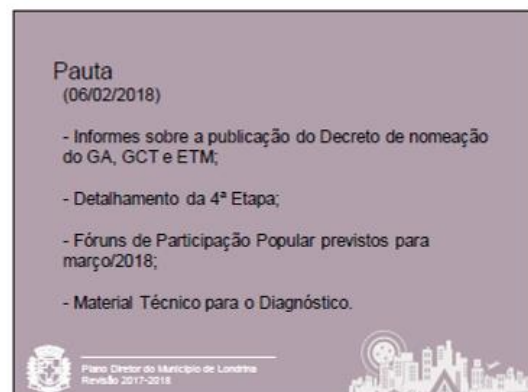 Pauta
(06/02/2018)
- Informes sobre a publicação do Decreto de nomeação
do GA, GCT e ETM;
- Detalhamento da 4ª Etapa;
- Fóruns de Participação Popular previstos para
março/2018;
- Material Técnico para o Diagnóstico.
Plano Diretor do Município de Londrina
Revisão 2017-2018